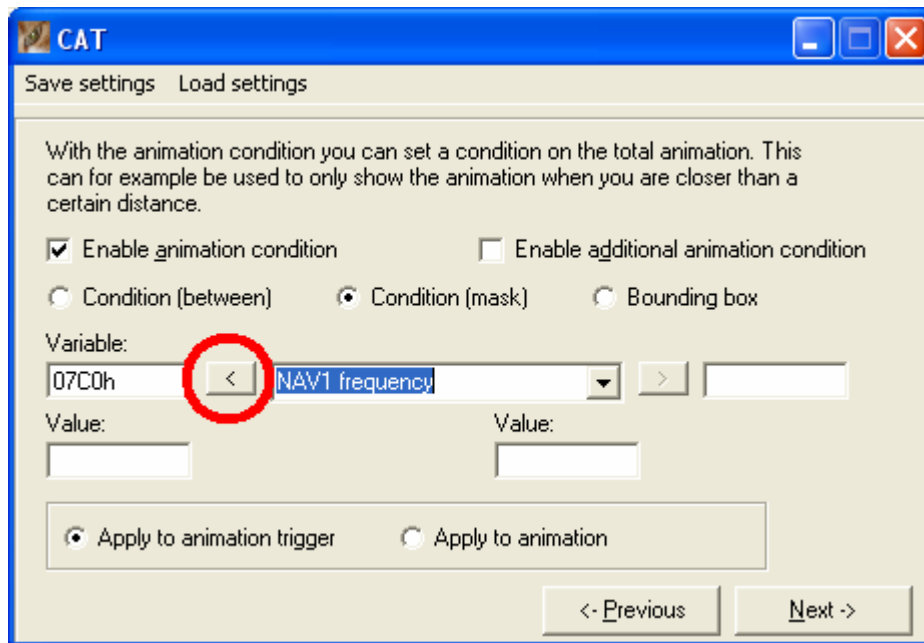 CAT
Save settings Load settings
With the animation condition you can set a condition on the total animation. This
can for example be used to only show the animation when you are closer than a
certain distance.
Enable animation condition Enable additional animation condition
Condition (between) Condition (mask) Bounding box
Variable:
07C0h < NAV1 frequency >
Value: Value:
Apply to animation trigger Apply to animation
<- Previous Next ->